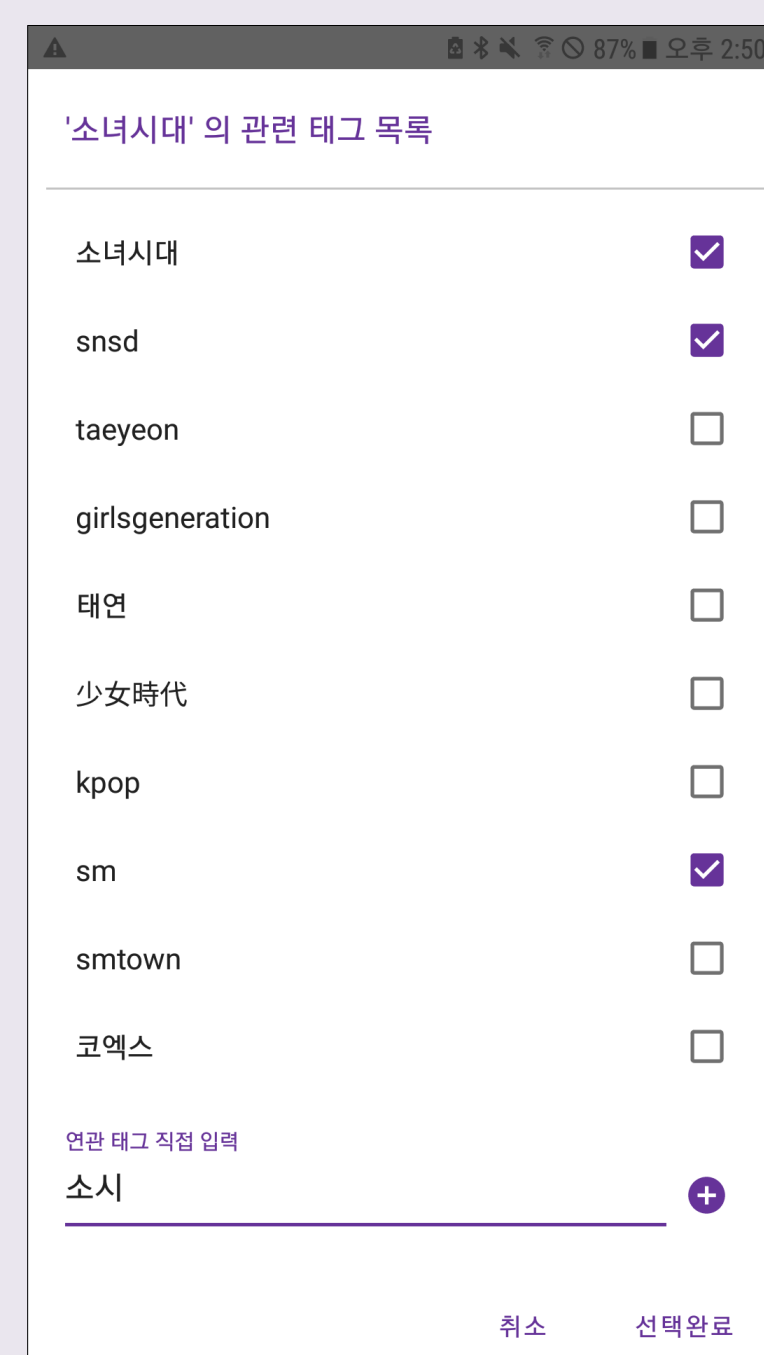 87% 오후 2:50
'소녀시대' 의 관련 태그 목록
소녀시대
snsd
taeyeon
girlsgeneration
태연
少女時代
kpop
sm
smtown
코엑스
연관 태그 직접 입력
소시
취소 선택완료